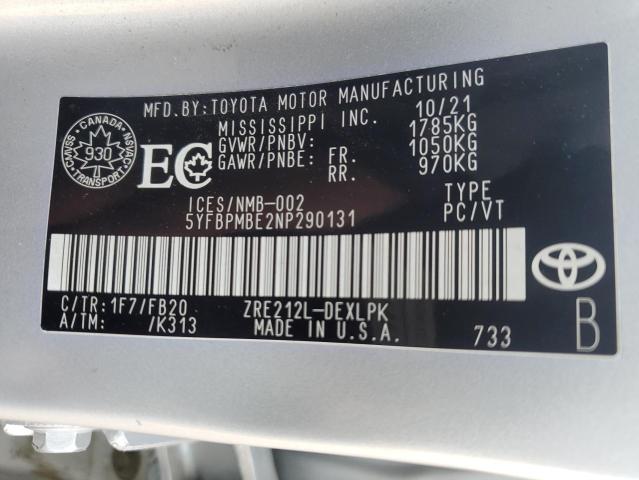 MFD.BY:TOYOTA MOTOR MANUFACTURING
MISSISSIPPI INC. 10/21
GVWR/PNBV: 1785KG
GAWR/PNBE: FR. 1050KG
RR. 970KG
CANADA
CMVSS NSVAC
930
TRANSPORT
EC
ICES/NMB-002
5YFBPMBE2NP290131
TYPE
PC/VT
C/TR:1F7/FB20 ZRE212L-DEXLPK
A/TM: /K313 MADE IN U.S.A.
733
B